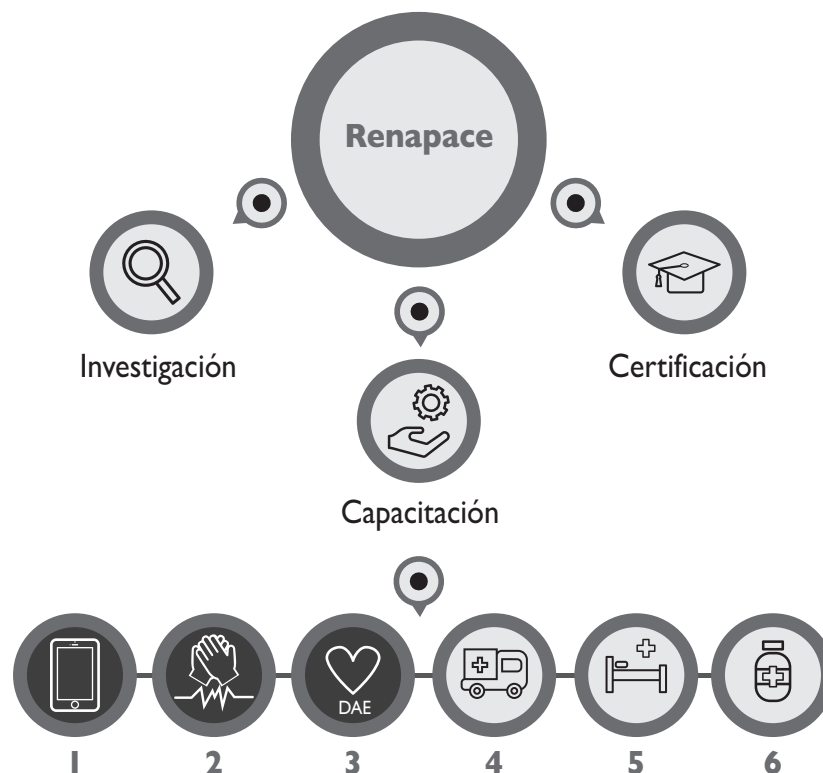 Renapace
Investigación
Certificación
Capacitación
DAE
1 2 3 4 5 6